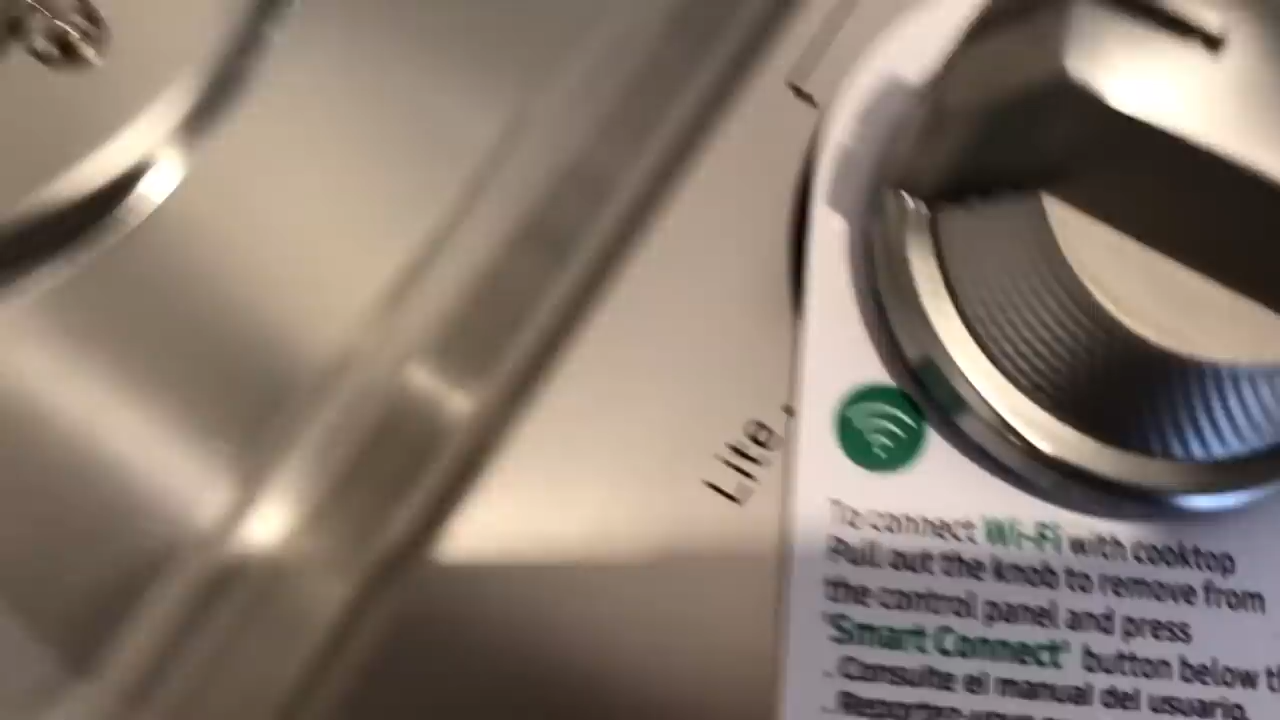 Lite
To connect Wi-Fi with cooktop
Pull out the knob to remove from
the control panel and press
'Smart Connect' button below
- Consulte el manual del usuario.